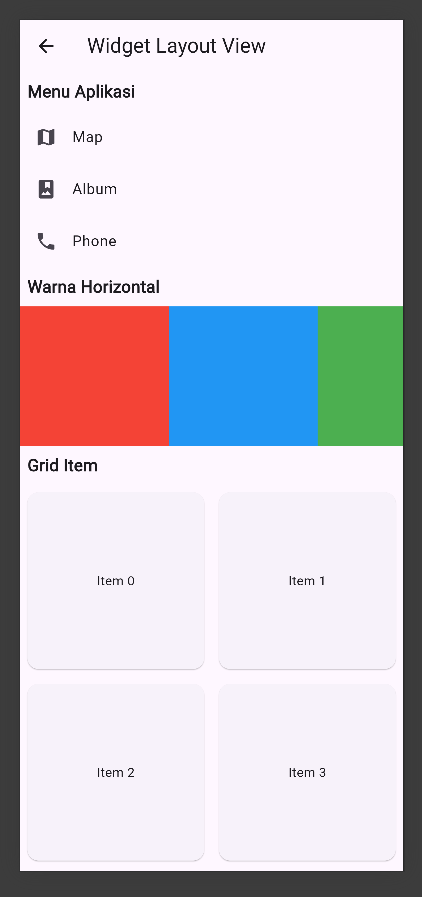 Widget Layout View
Menu Aplikasi
Map
Album
Phone
Warna Horizontal
Grid Item
Item 0
Item 1
Item 2
Item 3